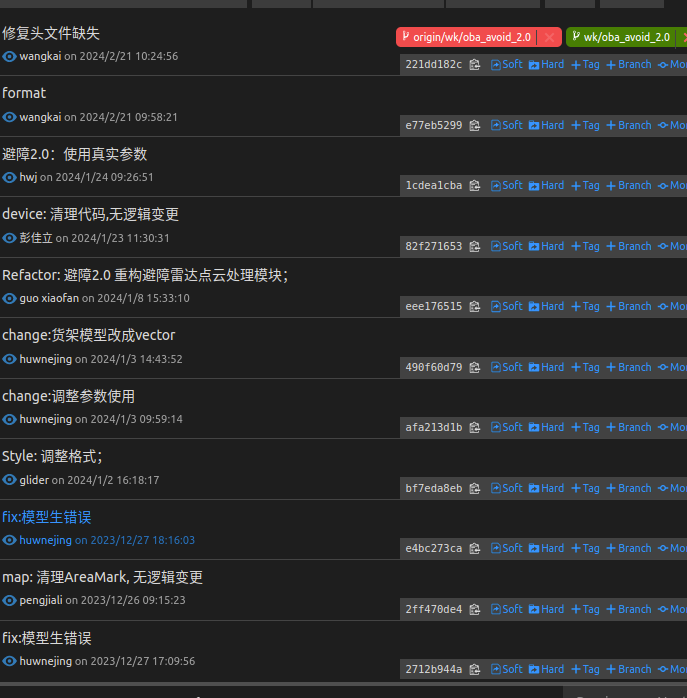 修复头文件缺失
origin/wk/oba_avoid_2.0 wk/oba_avoid_2.0
wangkai on 2024/2/21 10:24:56
221dd182c Soft Hard Tag Branch Mo
format
wangkai on 2024/2/21 09:58:21
e77eb5299 Soft Hard Tag Branch Mo
避障2.0：使用真实参数
hwj on 2024/1/24 09:26:51
1cdea1cba Soft Hard Tag Branch Mo
device: 清理代码,无逻辑变更
彭佳立 on 2024/1/23 11:30:31
82f271653 Soft Hard Tag Branch Mo
Refactor: 避障2.0 重构避障雷达点云处理模块；
guo xiaofan on 2024/1/8 15:33:10
eee176515 Soft Hard Tag Branch Mo
change:货架模型改成vector
huwnejing on 2024/1/3 14:43:52
490f60d79 Soft Hard Tag Branch Mo
change:调整参数使用
huwnejing on 2024/1/3 09:59:14
afa213d1b Soft Hard Tag Branch Mo
Style: 调整格式；
glider on 2024/1/2 16:18:17
bf7eda8eb Soft Hard Tag Branch Mo
fix:模型生错误
huwnejing on 2023/12/27 18:16:03
e4bc273ca Soft Hard Tag Branch Mo
map: 清理AreaMark, 无逻辑变更
pengjiali on 2023/12/26 09:15:23
2ff470de4 Soft Hard Tag Branch Mo
fix:模型生错误
huwnejing on 2023/12/27 17:09:56
2712b944a Soft Hard Tag Branch Mo